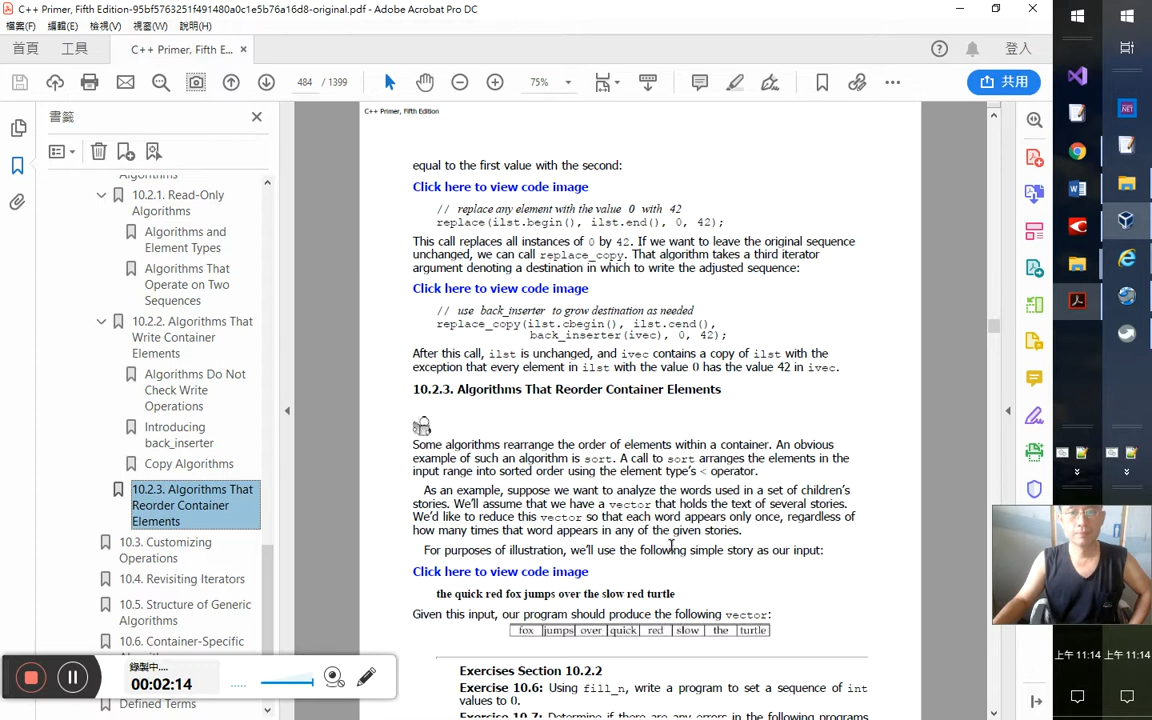 C++ Primer, Fifth Edition-95bf5763251f491480a0c1e5b76a16d8-original.pdf - Adobe Acrobat Pro DC
檔案(F) 編輯(E) 檢視(V) 視窗(W) 說明(H)
首頁 工具 C++ Primer, Fifth E... × 登入
484 / 1399 75% 共用
書籤
Algorithms
10.2.1. Read-Only
Algorithms
Algorithms and
Element Types
Algorithms That
Operate on Two
Sequences
10.2.2. Algorithms That
Write Container
Elements
Algorithms Do Not
Check Write
Operations
Introducing
back_inserter
Copy Algorithms
10.2.3. Algorithms That
Reorder Container
Elements
10.3. Customizing
Operations
10.4. Revisiting Iterators
10.5. Structure of Generic
Algorithms
10.6. Container-Specific
Defined Terms
C++ Primer, Fifth Edition
equal to the first value with the second:
Click here to view code image
// replace any element with the value 0 with 42
replace(ilst.begin(), ilst.end(), 0, 42);
This call replaces all instances of 0 by 42. If we want to leave the original sequence
unchanged, we can call replace_copy. That algorithm takes a third iterator
argument denoting a destination in which to write the adjusted sequence:
Click here to view code image
// use back_inserter to grow destination as needed
replace_copy(ilst.cbegin(), ilst.cend(),
back_inserter(ivec), 0, 42);
After this call, ilst is unchanged, and ivec contains a copy of ilst with the
exception that every element in ilst with the value 0 has the value 42 in ivec.
10.2.3. Algorithms That Reorder Container Elements
Some algorithms rearrange the order of elements within a container. An obvious
example of such an algorithm is sort. A call to sort arranges the elements in the
input range into sorted order using the element type's < operator.
As an example, suppose we want to analyze the words used in a set of children's
stories. We'll assume that we have a vector that holds the text of several stories.
We'd like to reduce this vector so that each word appears only once, regardless of
how many times that word appears in any of the given stories.
For purposes of illustration, we'll use the following simple story as our input:
Click here to view code image
the quick red fox jumps over the slow red turtle
Given this input, our program should produce the following vector:
fox jumps over quick red slow the turtle
Exercises Section 10.2.2
Exercise 10.6: Using fill_n, write a program to set a sequence of int
values to 0.
Exercise 10.7: Determine if there are any errors in the following programs
錄製中....
00:02:14
.NET
上午 11:14 上午 11:14